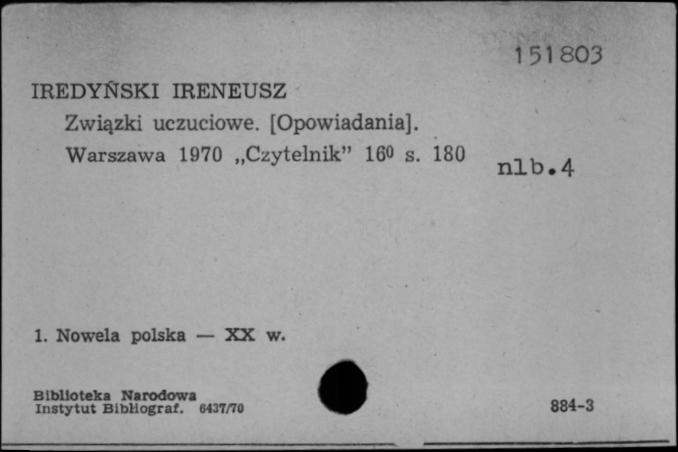 151803
IREDYŃSKI IRENEUSZ
Związki uczuciowe. [Opowiadania].
Warszawa 1970 „Czytelnik” 16⁰ s. 180
nlb.4
1. Nowela polska — XX w.
Biblioteka Narodowa
Instytut Bibliograf. 6437/70
884-3